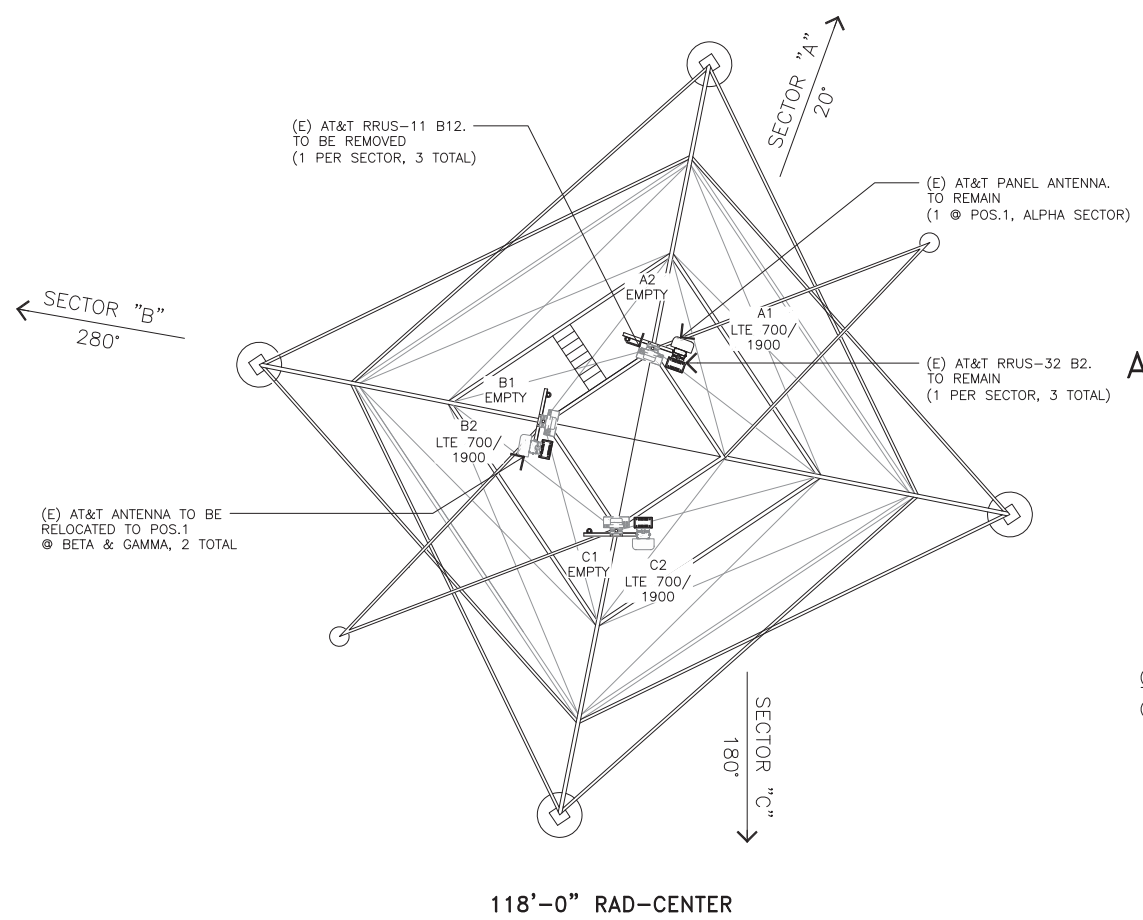 SECTOR "A"
20°
(E) AT&T RRUS-11 B12.
TO BE REMOVED
(1 PER SECTOR, 3 TOTAL)
(E) AT&T PANEL ANTENNA.
TO REMAIN
(1 @ POS.1, ALPHA SECTOR)
SECTOR "B"
280°
A2
EMPTY
A1
LTE 700/
1900
(E) AT&T RRUS-32 B2.
TO REMAIN
(1 PER SECTOR, 3 TOTAL)
A
B1
EMPTY
B2
LTE 700/
1900
(E) AT&T ANTENNA TO BE
RELOCATED TO POS.1
@ BETA & GAMMA, 2 TOTAL
C1
EMPTY
C2
LTE 700/
1900
SECTOR "C"
180°
118'-0" RAD-CENTER